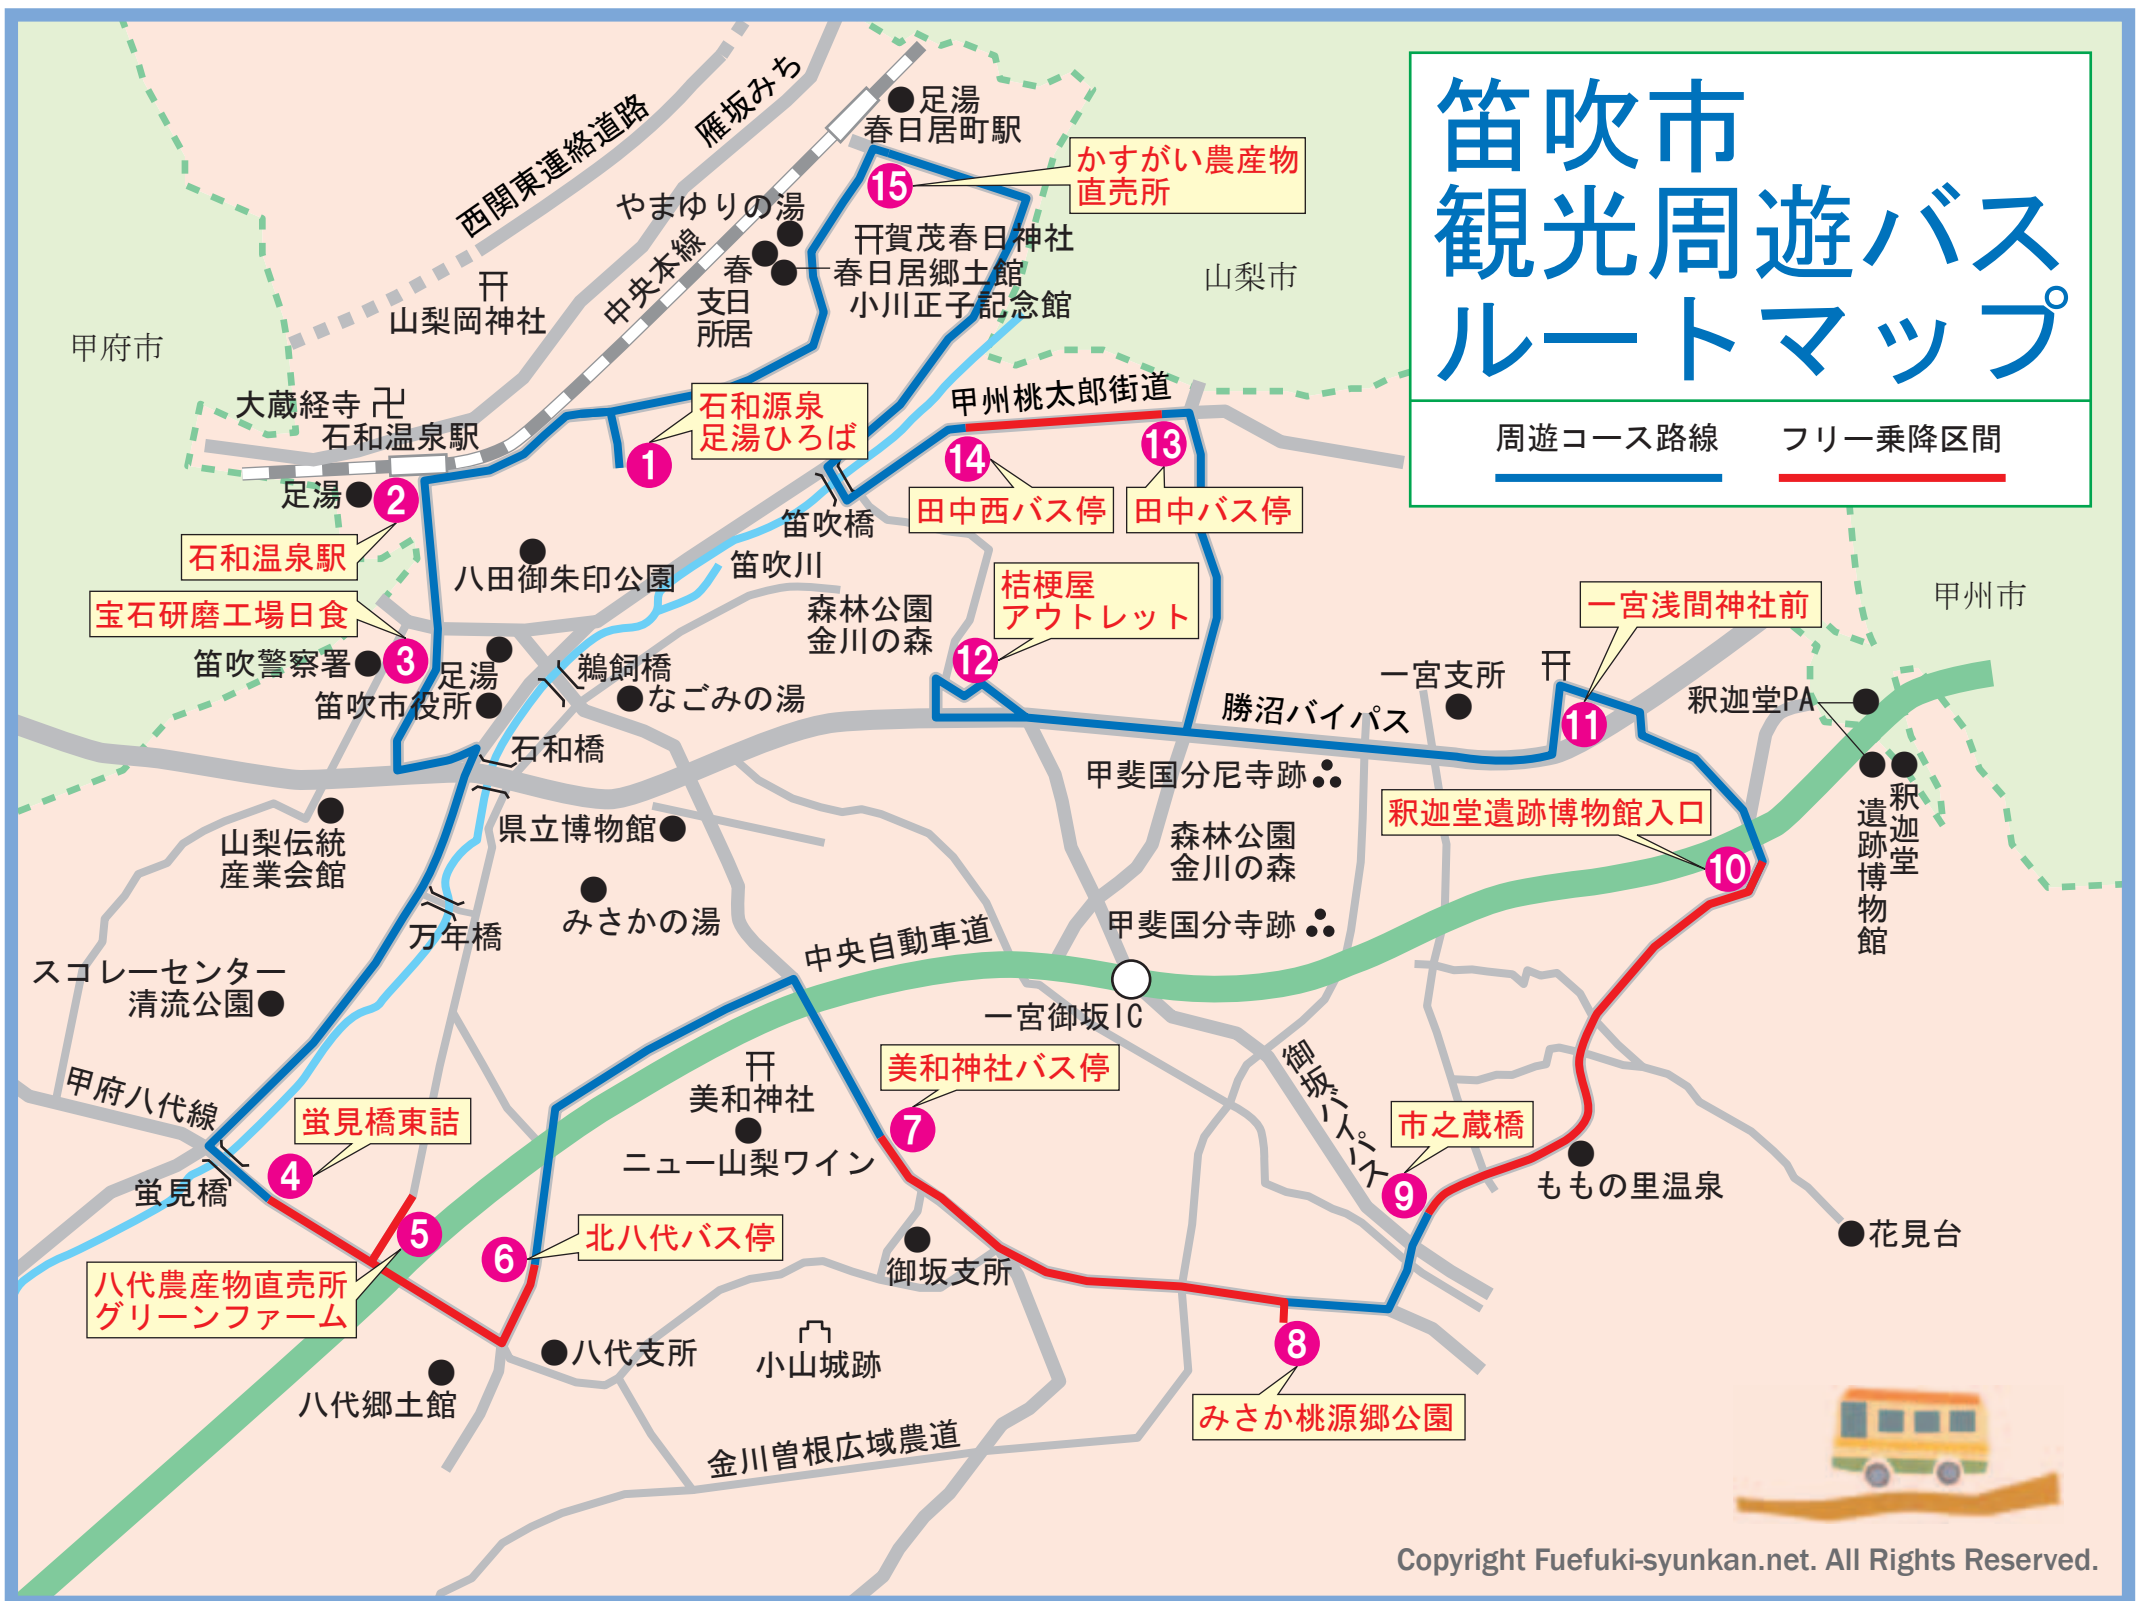 笛吹市
観光周遊バス
ルートマップ
周遊コース路線
フリー乗降区間
足湯
春日居町駅
雁坂みち
西関東連絡道路
かすがい農産物
直売所
15
やまゆりの湯
賀茂春日神社
中央本線
春日居
支所
春日居郷土館
小川正子記念館
山梨市
山梨岡神社
甲府市
大蔵経寺
石和温泉駅
石和源泉
足湯ひろば
1
甲州桃太郎街道
14
13
田中西バス停
田中バス停
足湯
2
石和温泉駅
笛吹橋
笛吹川
八田御朱印公園
宝石研磨工場日食
笛吹警察署
3
足湯
笛吹市役所
鵜飼橋
なごみの湯
森林公園
金川の森
桔梗屋
アウトレット
12
一宮浅間神社前
甲州市
一宮支所
11
釈迦堂PA
勝沼バイパス
石和橋
甲斐国分尼寺跡
釈迦堂遺跡博物館入口
釈迦堂
遺跡博物館
山梨伝統
産業会館
県立博物館
森林公園
金川の森
10
みさかの湯
万年橋
中央自動車道
甲斐国分寺跡
スコレーセンター
清流公園
一宮御坂IC
御坂バイパス
甲府八代線
美和神社
美和神社バス停
7
蛍見橋東詰
4
市之蔵橋
9
ニュー山梨ワイン
蛍見橋
ももの里温泉
5
6
北八代バス停
花見台
御坂支所
八代農産物直売所
グリーンファーム
八代支所
小山城跡
8
八代郷土館
みさか桃源郷公園
金川曽根広域農道
Copyright Fuefuki-syunkan.net. All Rights Reserved.